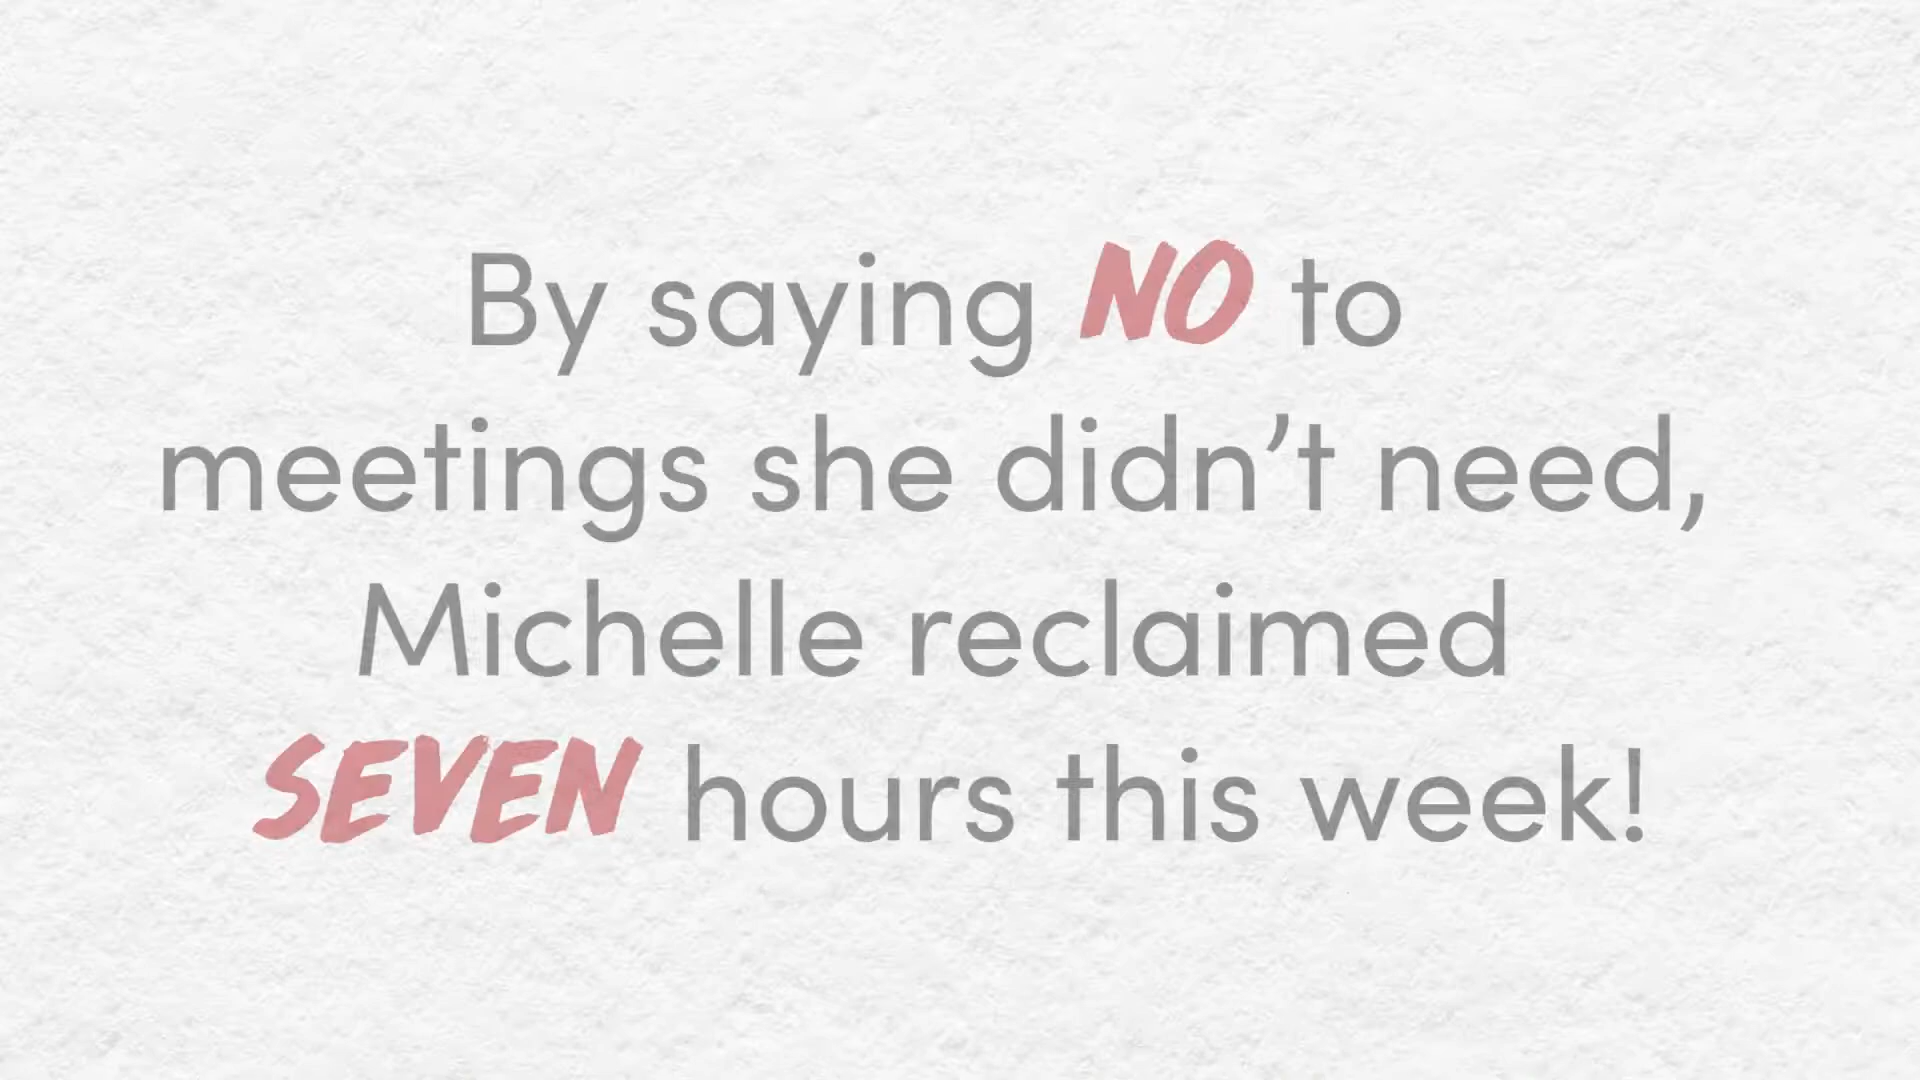 By saying NO to
meetings she didn’t need,
Michelle reclaimed
SEVEN hours this week!